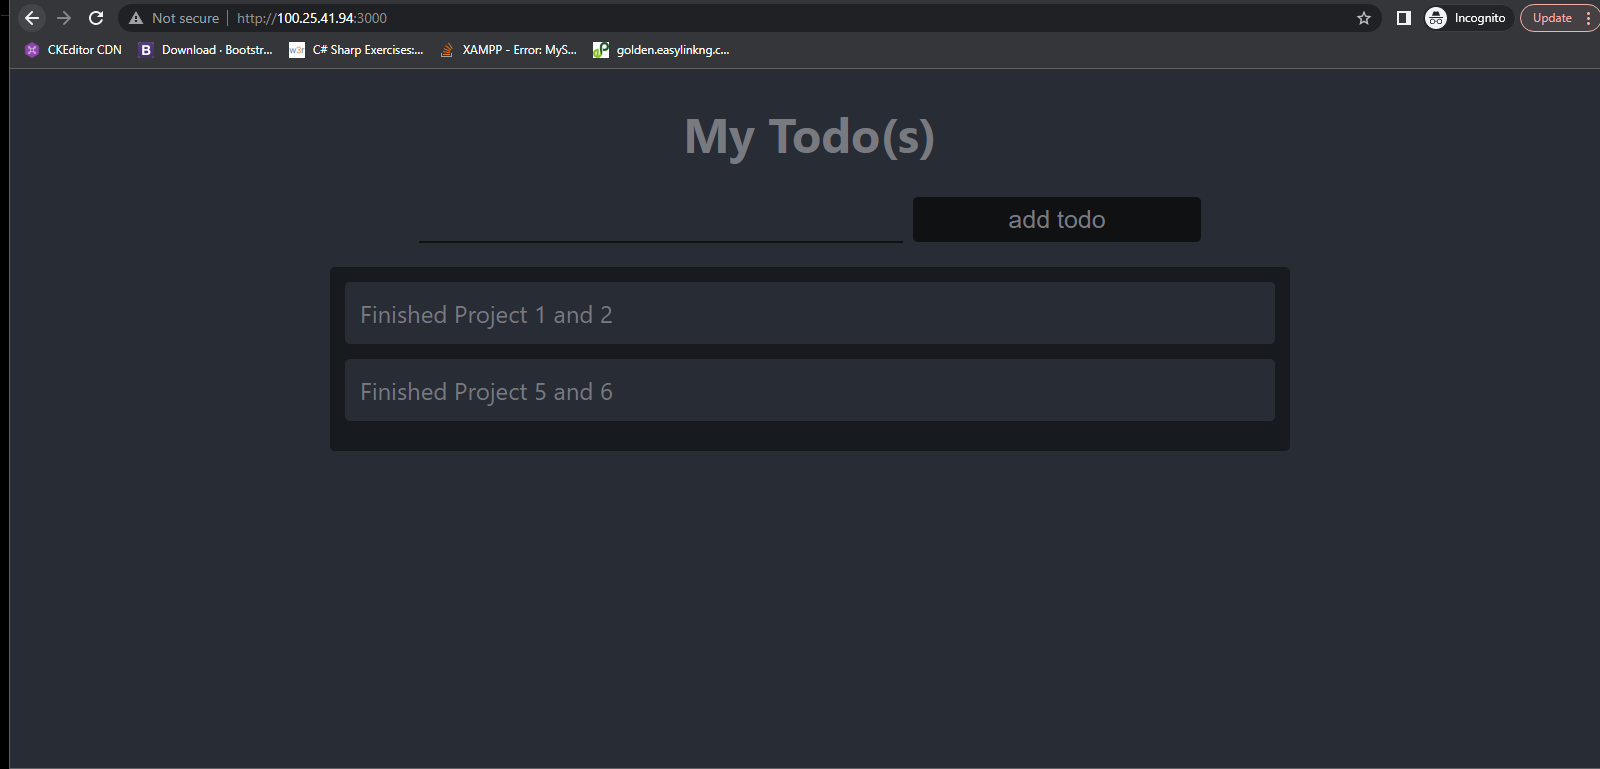 Not secure http://100.25.41.94:3000 Incognito Update
CKEditor CDN Download · Bootstr... w3r C# Sharp Exercises:... XAMPP - Error: MyS... golden.easylinkng.c...
My Todo(s)
add todo
Finished Project 1 and 2
Finished Project 5 and 6